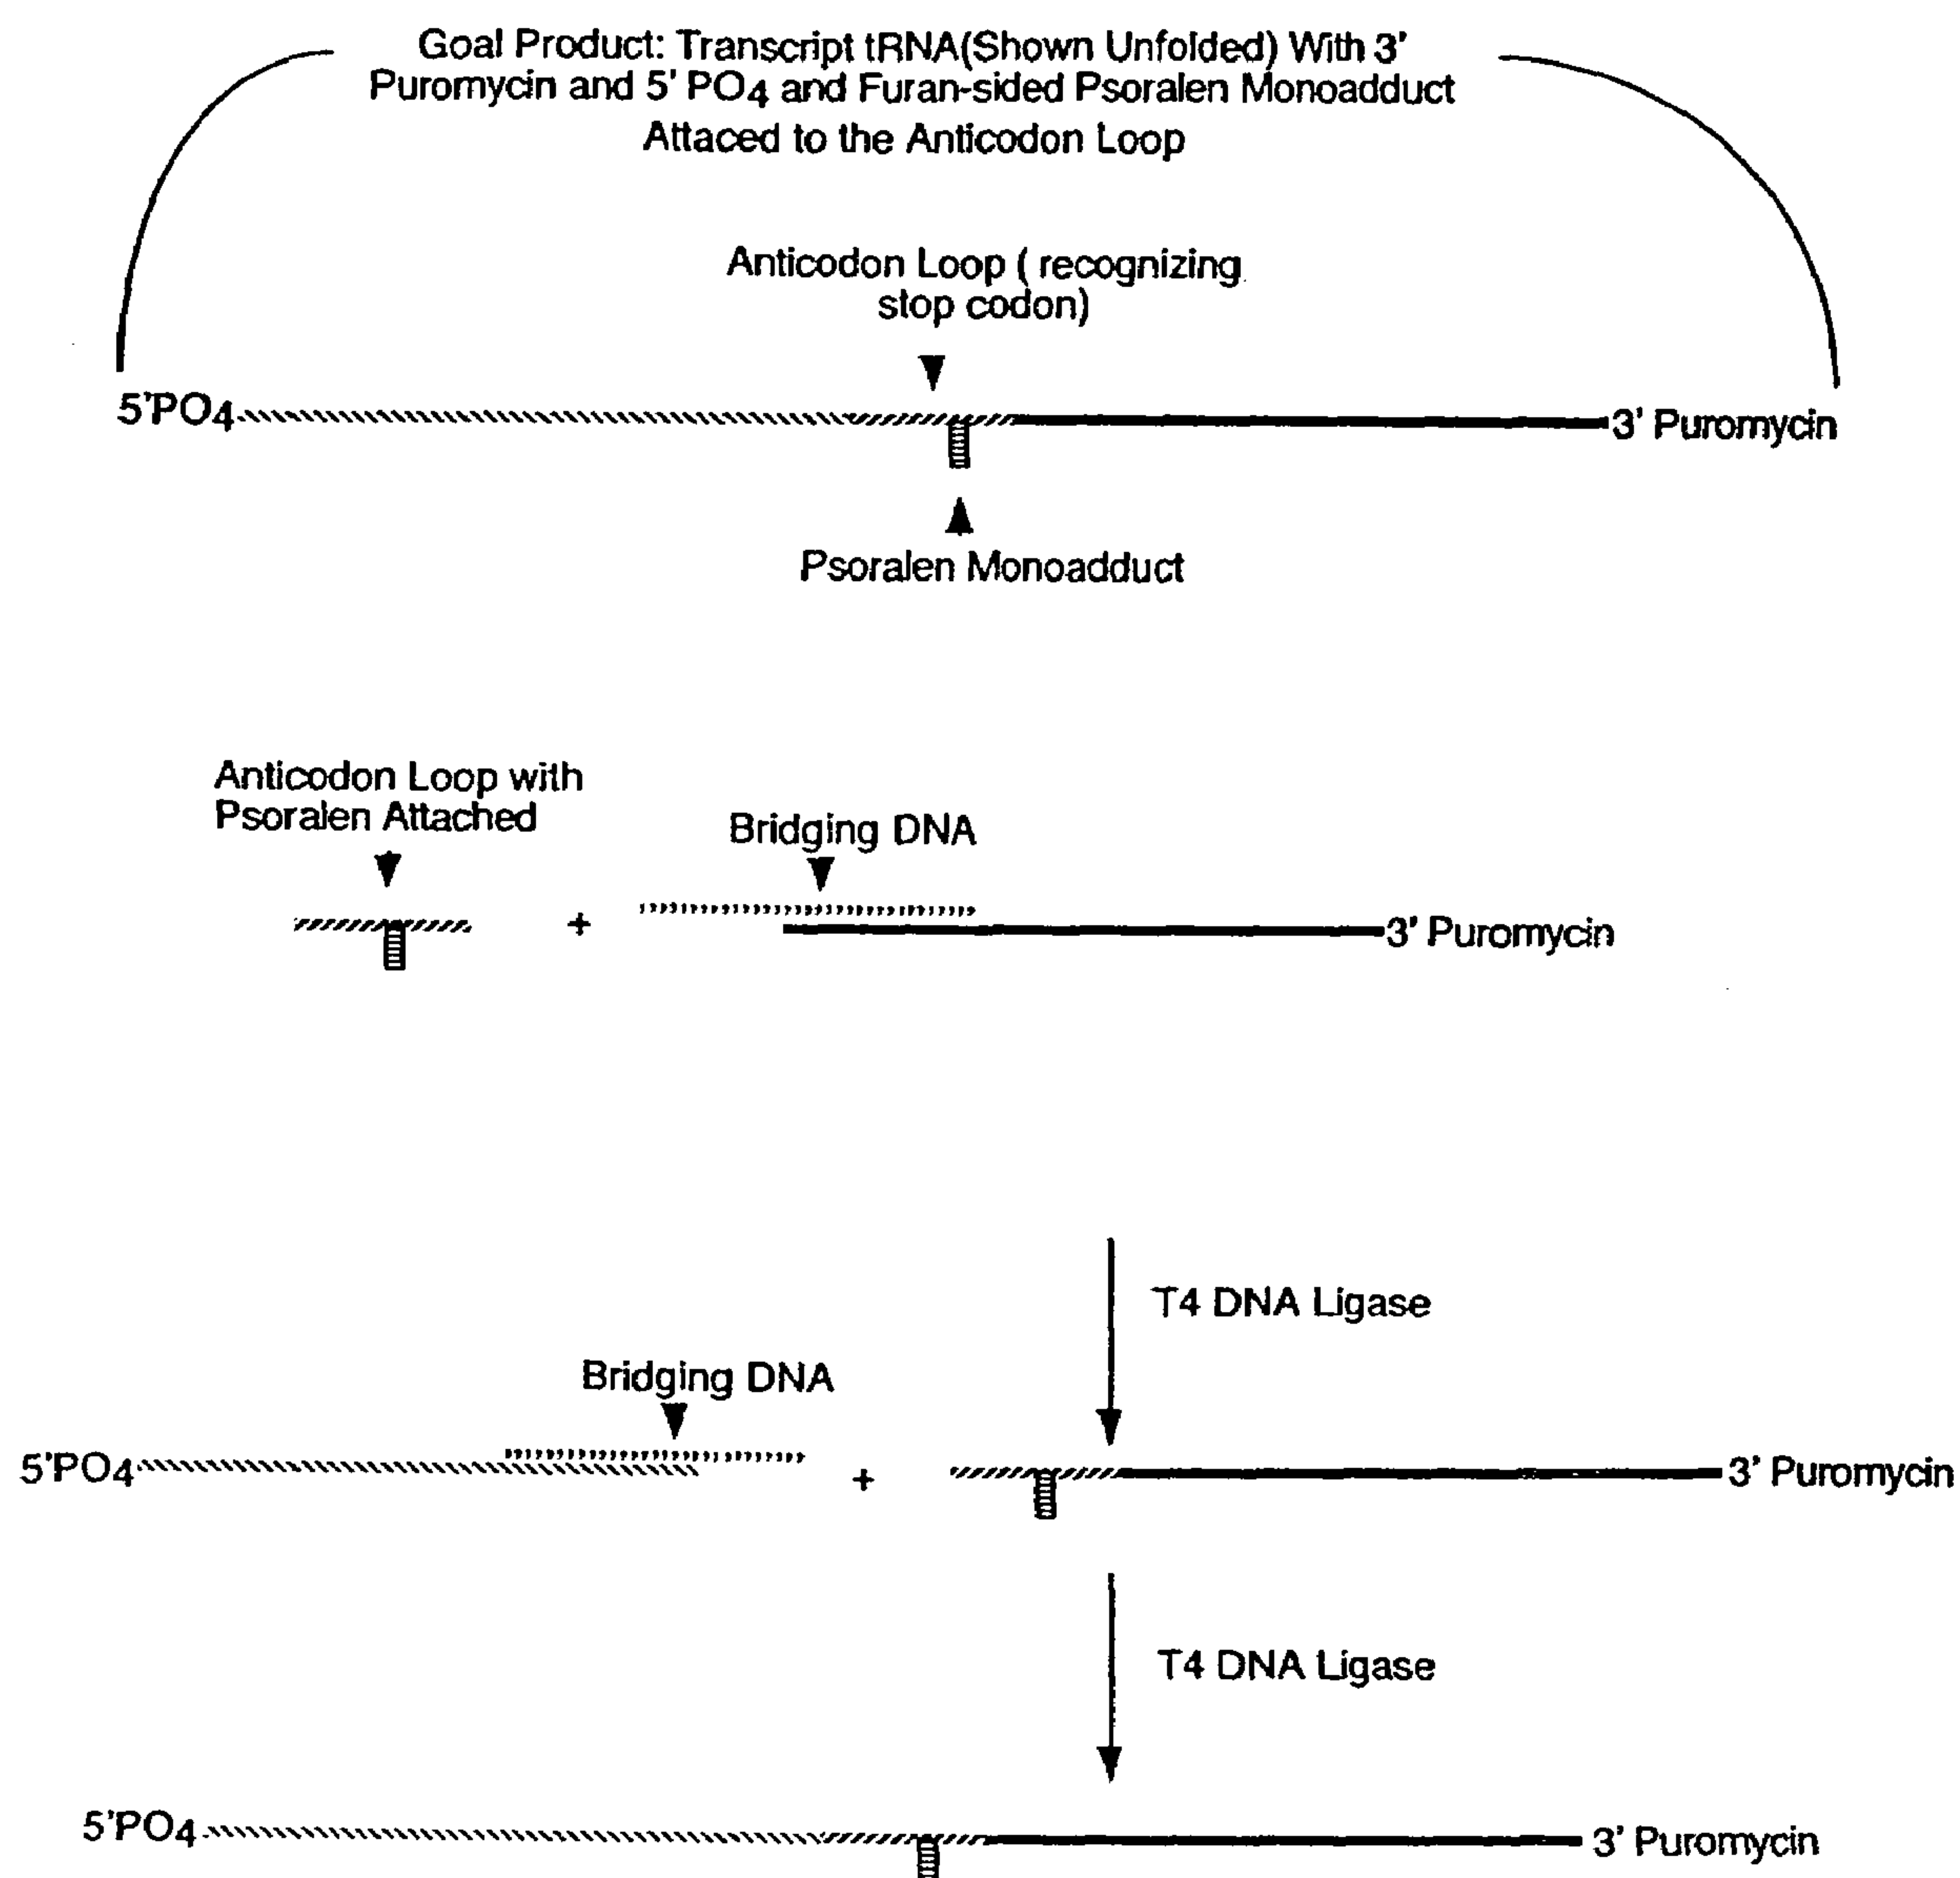 Goal Product: Transcript tRNA(Shown Unfolded) With 3'
Puromycin and 5' PO4 and Furan-sided Psoralen Monoadduct
Attaced to the Anticodon Loop
Anticodon Loop ( recognizing
stop codon)
5'PO4
3' Puromycin
Psoralen Monoadduct
Anticodon Loop with
Psoralen Attached
Bridging DNA
+
3' Puromycin
T4 DNA Ligase
Bridging DNA
5'PO4
+
3' Puromycin
T4 DNA Ligase
5'PO4
3' Puromycin